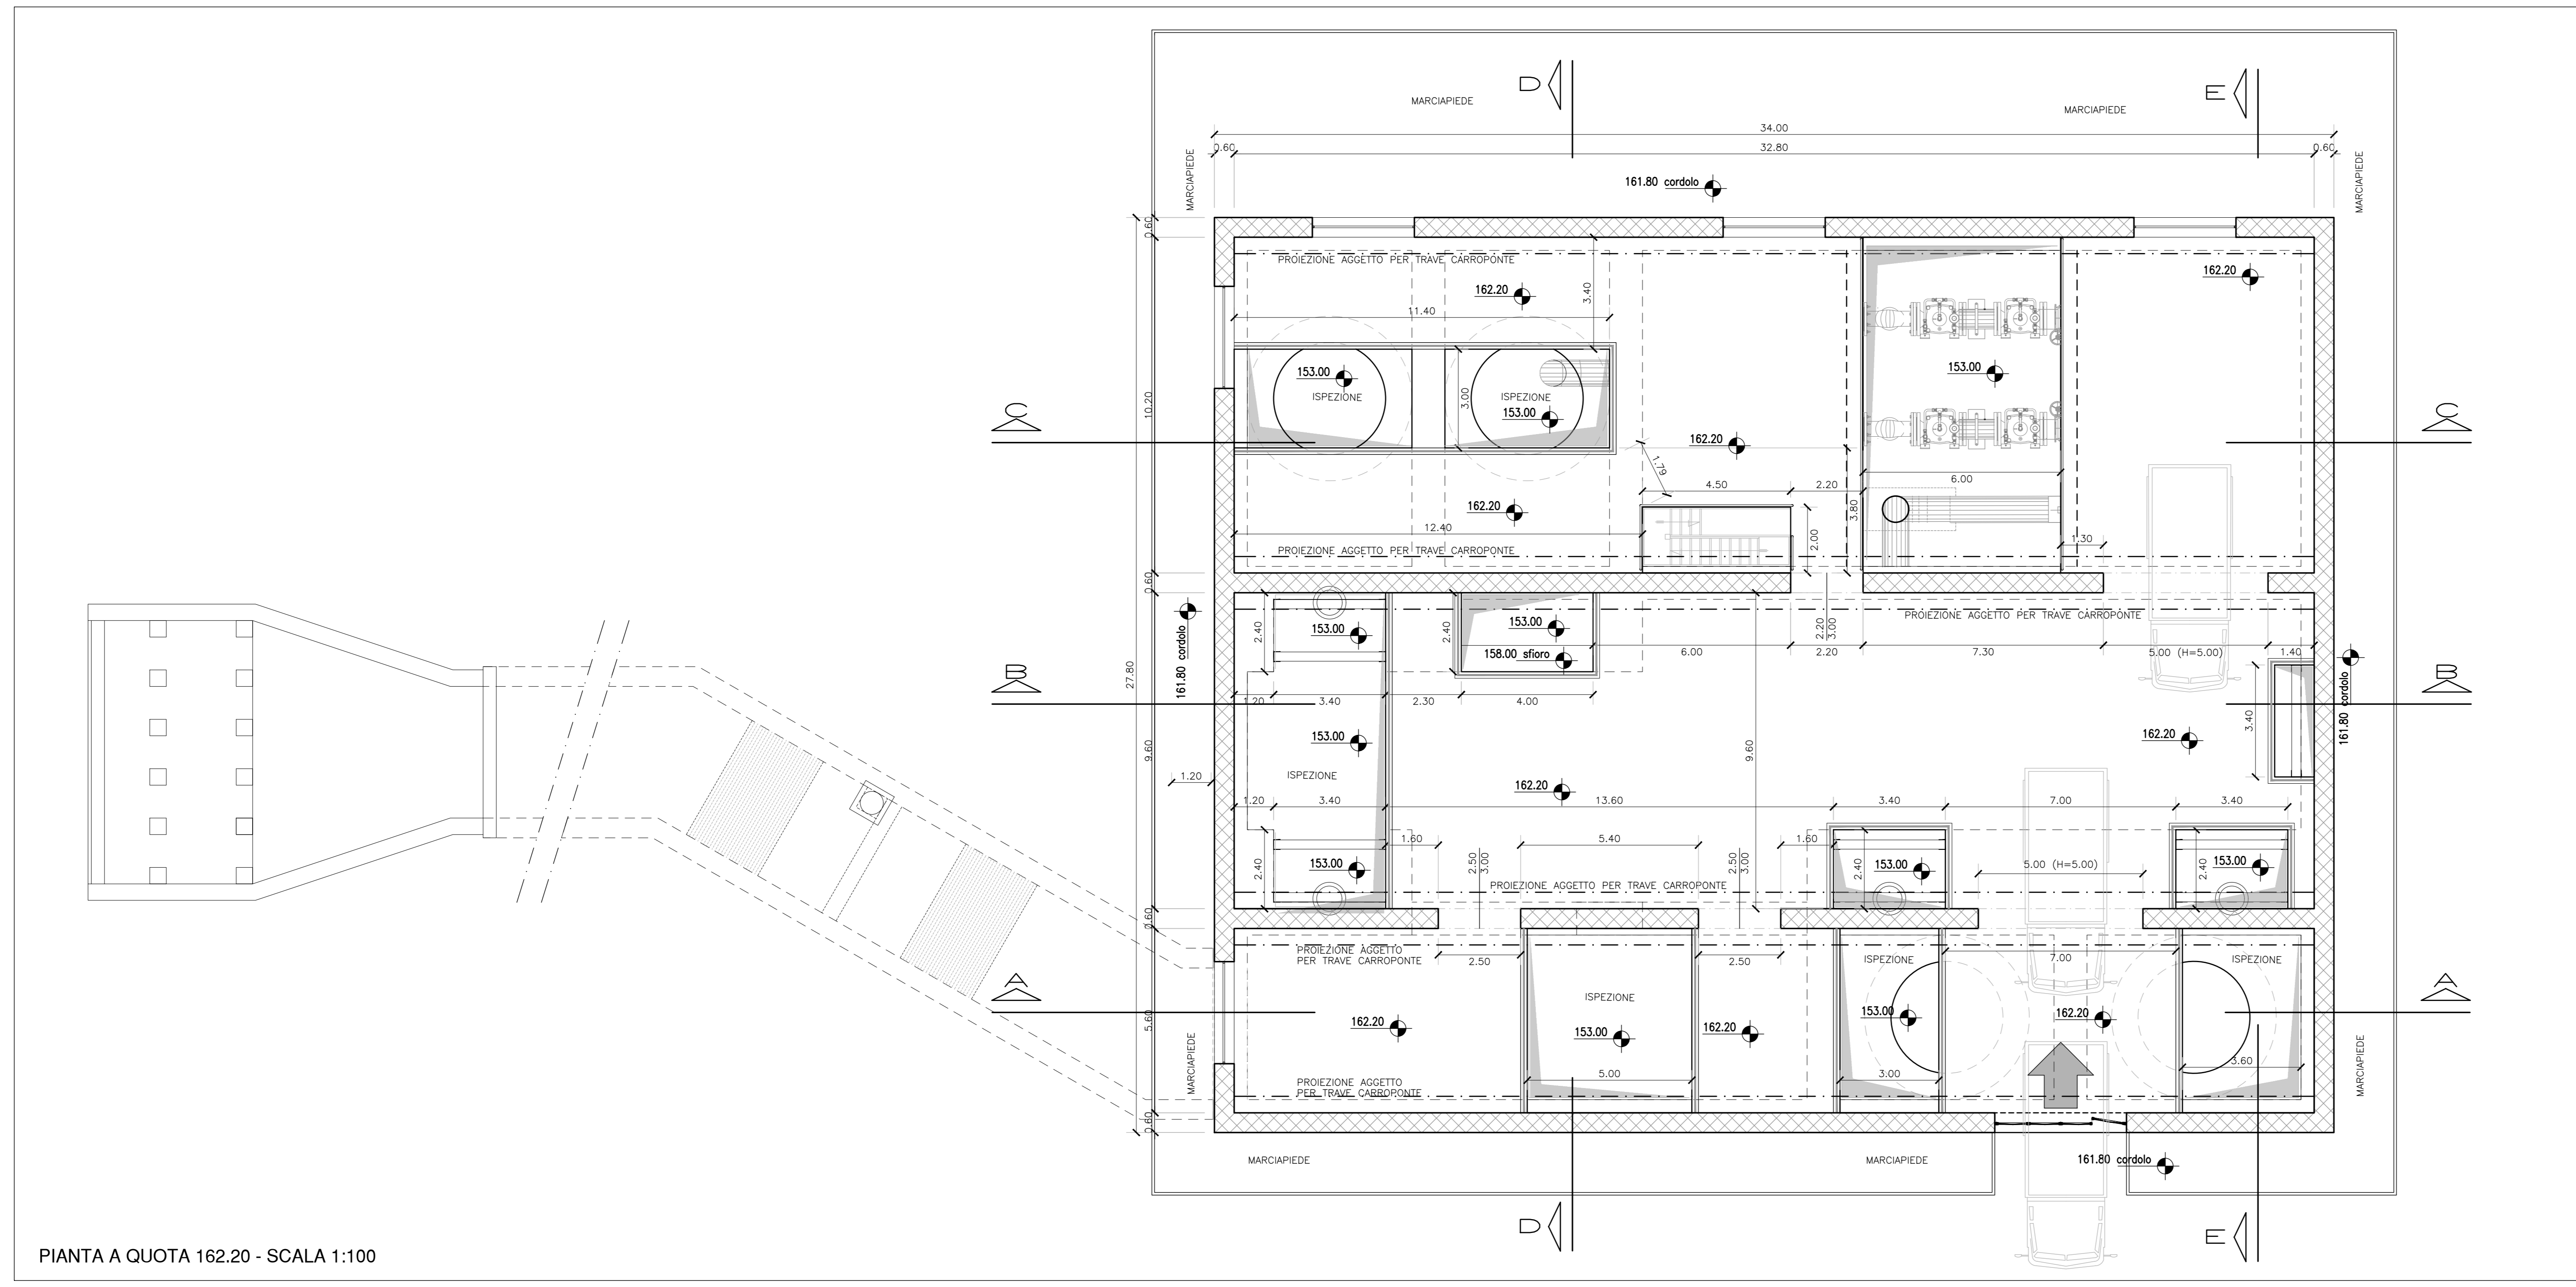 D
E
MARCIAPIEDE
MARCIAPIEDE
34.00
0.60
32.80
0.60
MARCIAPIEDE
MARCIAPIEDE
161.80 cordolo
0.60
PROIEZIONE AGGETTO PER TRAVE CARROPONTE
162.20
162.20
3.40
11.40
153.00
153.00
ISPEZIONE
ISPEZIONE
153.00
3.00
10.20
C
C
162.20
1.79
4.50
2.20
6.00
162.20
3.80
12.40
2.00
1.30
PROIEZIONE AGGETTO PER TRAVE CARROPONTE
0.60
161.80 cordolo
2.40
153.00
2.40
153.00
158.00 sfioro
2.20
3.00
PROIEZIONE AGGETTO PER TRAVE CARROPONTE
6.00
2.20
7.30
5.00 (H=5.00)
1.40
27.80
B
B
161.80 cordolo
1.20
3.40
2.30
4.00
3.40
153.00
162.20
9.60
9.60
1.20
ISPEZIONE
162.20
1.20
3.40
13.60
3.40
7.00
3.40
1.60
5.40
1.60
2.40
153.00
2.50
3.00
2.50
3.00
2.40
153.00
5.00 (H=5.00)
2.40
153.00
PROIEZIONE AGGETTO PER TRAVE CARROPONTE
0.60
PROIEZIONE AGGETTO
PER TRAVE CARROPONTE
2.50
2.50
ISPEZIONE
7.00
ISPEZIONE
A
A
ISPEZIONE
5.60
162.20
153.00
162.20
153.00
162.20
MARCIAPIEDE
MARCIAPIEDE
5.00
3.00
3.60
PROIEZIONE AGGETTO
PER TRAVE CARROPONTE
0.60
MARCIAPIEDE
MARCIAPIEDE
161.80 cordolo
D
E
PIANTA A QUOTA 162.20 - SCALA 1:100